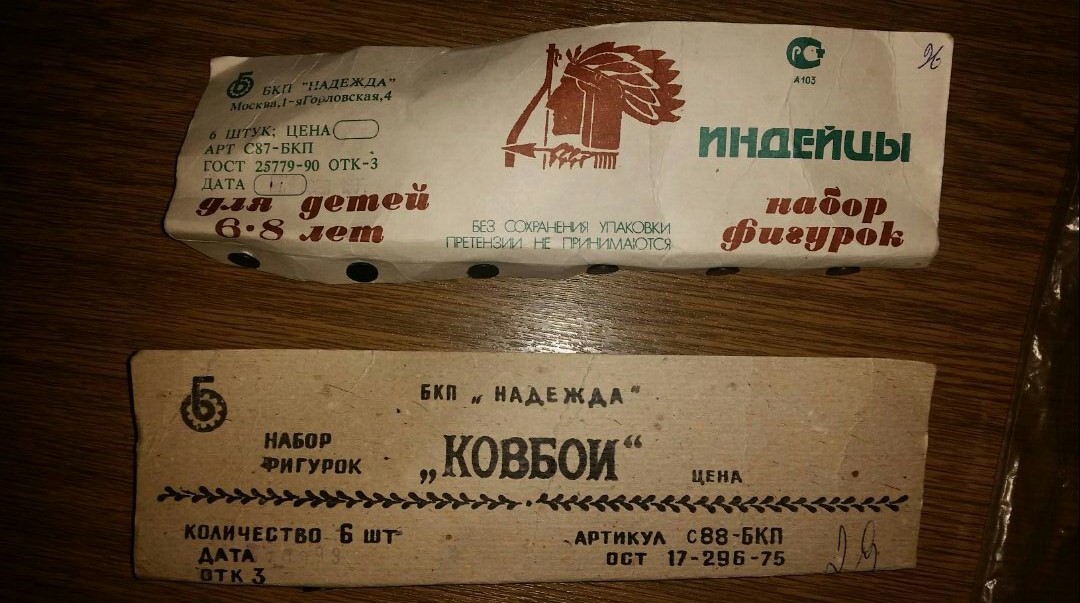 БКП "НАДЕЖДА"
Москва,1-яГорловская,4
6 ШТУК; ЦЕНА
АРТ С87-БКП
ГОСТ 25779-90 ОТК-3
ДАТА
для детей
6·8 лет
БЕЗ СОХРАНЕНИЯ УПАКОВКИ
ПРЕТЕНЗИИ НЕ ПРИНИМАЮТСЯ
РС
А103
ИНДЕЙЦЫ
набор
фигурок
Б
БКП „НАДЕЖДА“
НАБОР
ФИГУРОК
„КОВБОИ“
ЦЕНА
КОЛИЧЕСТВО 6 ШТ
ДАТА
ОТК 3
АРТИКУЛ С88-БКП
ОСТ 17-296-75